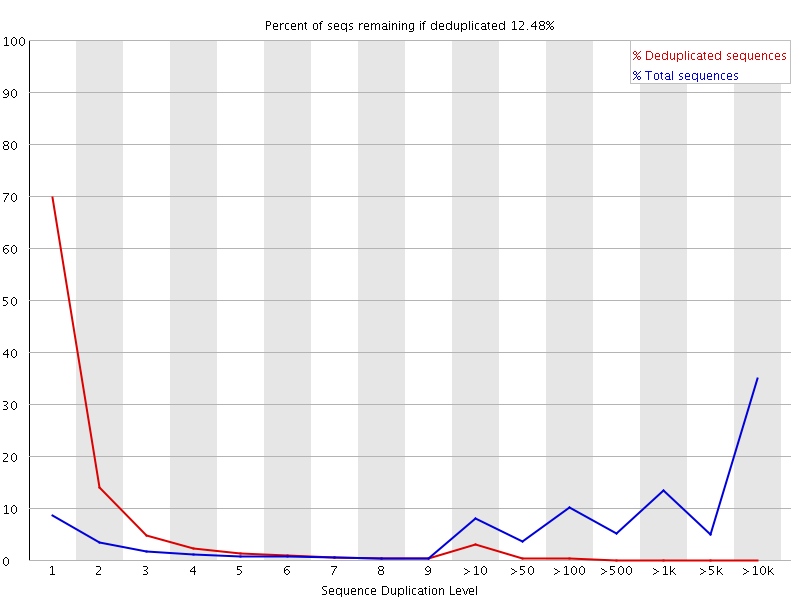 Percent of seqs remaining if deduplicated 12.48%
% Deduplicated sequences
% Total sequences
100
90
80
70
60
50
40
30
20
10
0
1 2 3 4 5 6 7 8 9 >10 >50 >100 >500 >1k >5k >10k
Sequence Duplication Level